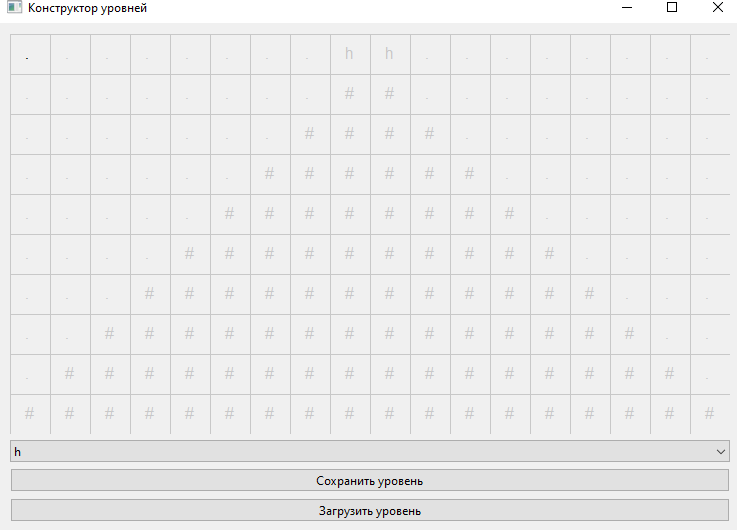 Конструктор уровней
. . . . . . . . h h . . . . . . . .
. . . . . . . . # # . . . . . . . .
. . . . . . . # # # # . . . . . . .
. . . . . . # # # # # # . . . . . .
. . . . . # # # # # # # # . . . . .
. . . . # # # # # # # # # # . . . .
. . . # # # # # # # # # # # # . . .
. . # # # # # # # # # # # # # # . .
. # # # # # # # # # # # # # # # # .
# # # # # # # # # # # # # # # # # #
h
Сохранить уровень
Загрузить уровень